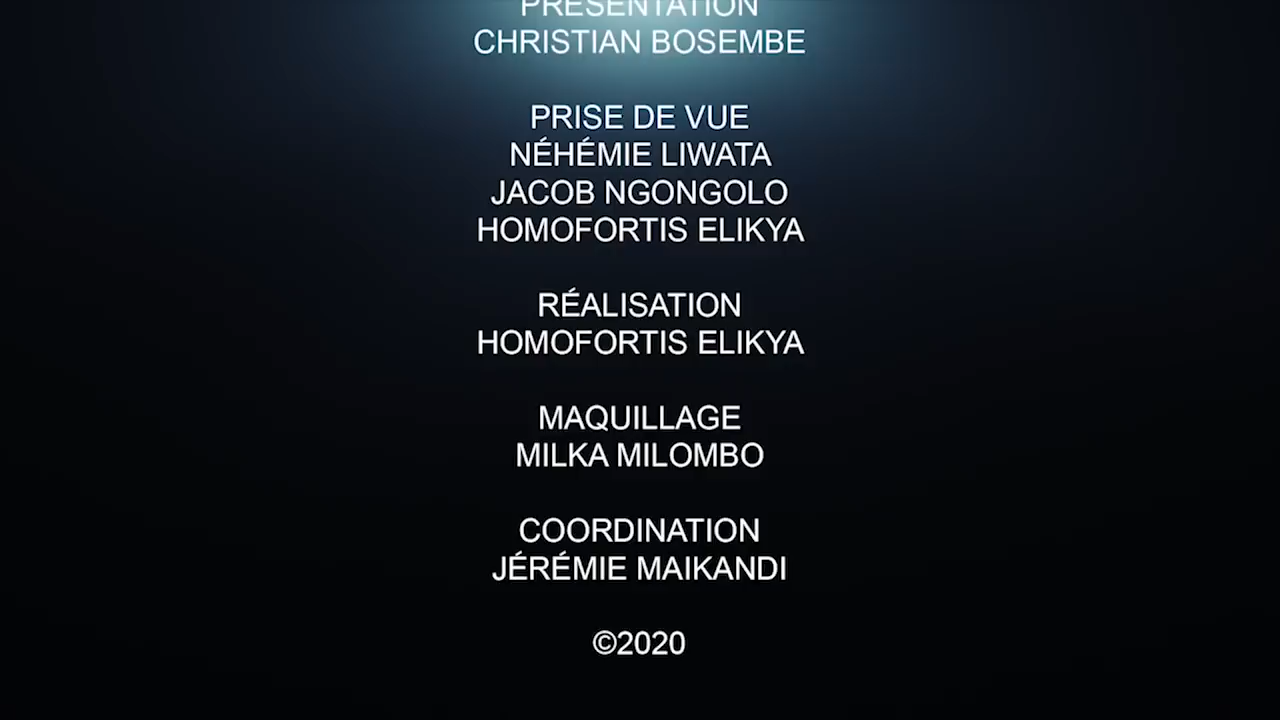 PRÉSENTATION
CHRISTIAN BOSEMBE
PRISE DE VUE
NÉHÉMIE LIWATA
JACOB NGONGOLO
HOMOFORTIS ELIKYA
RÉALISATION
HOMOFORTIS ELIKYA
MAQUILLAGE
MILKA MILOMBO
COORDINATION
JÉRÉMIE MAIKANDI
©2020